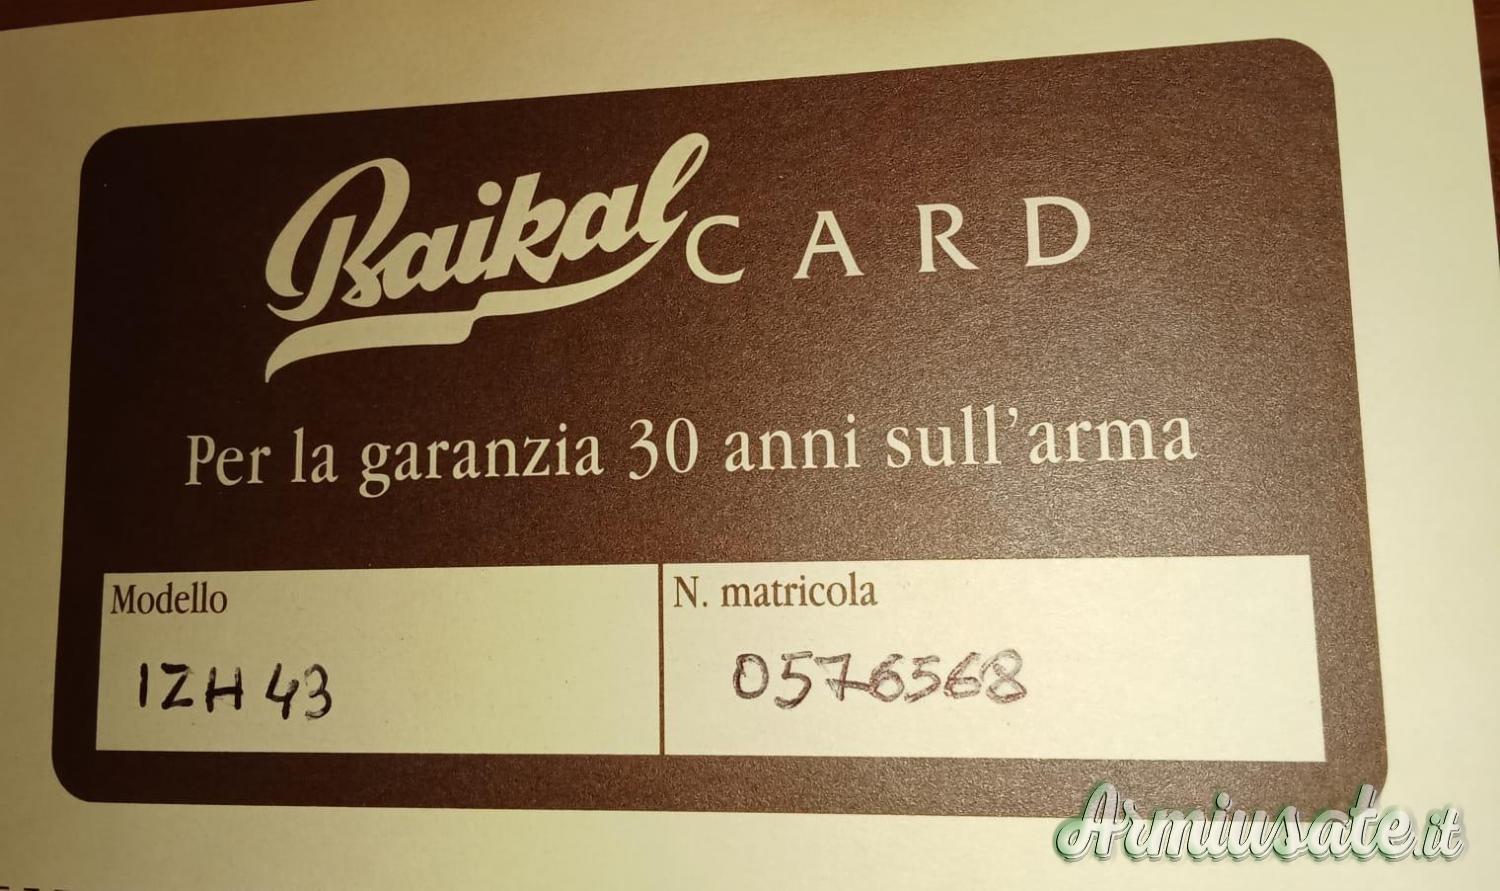 Baikal CARD
Per la garanzia 30 anni sull'arma
Modello
N. matricola
IZH 43
0576568
Armiusate.it